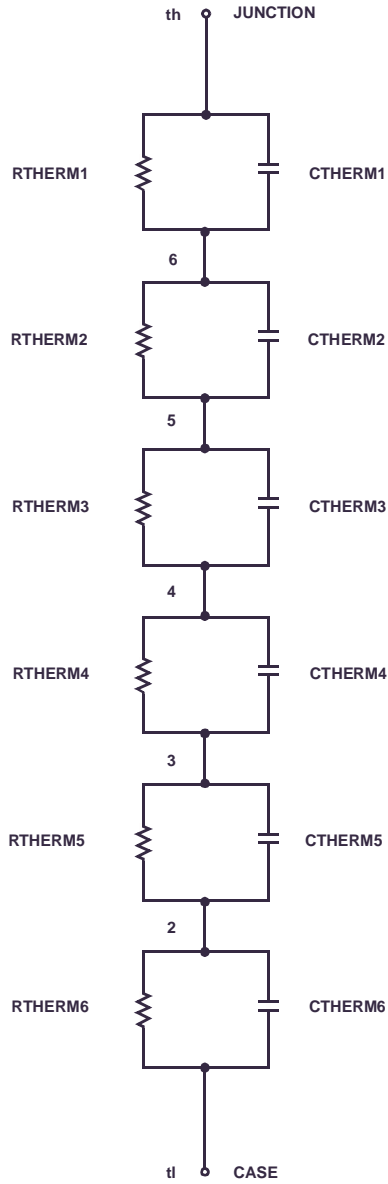 th JUNCTION
RTHERM1 CTHERM1
6
RTHERM2 CTHERM2
5
RTHERM3 CTHERM3
4
RTHERM4 CTHERM4
3
RTHERM5 CTHERM5
2
RTHERM6 CTHERM6
tl CASE